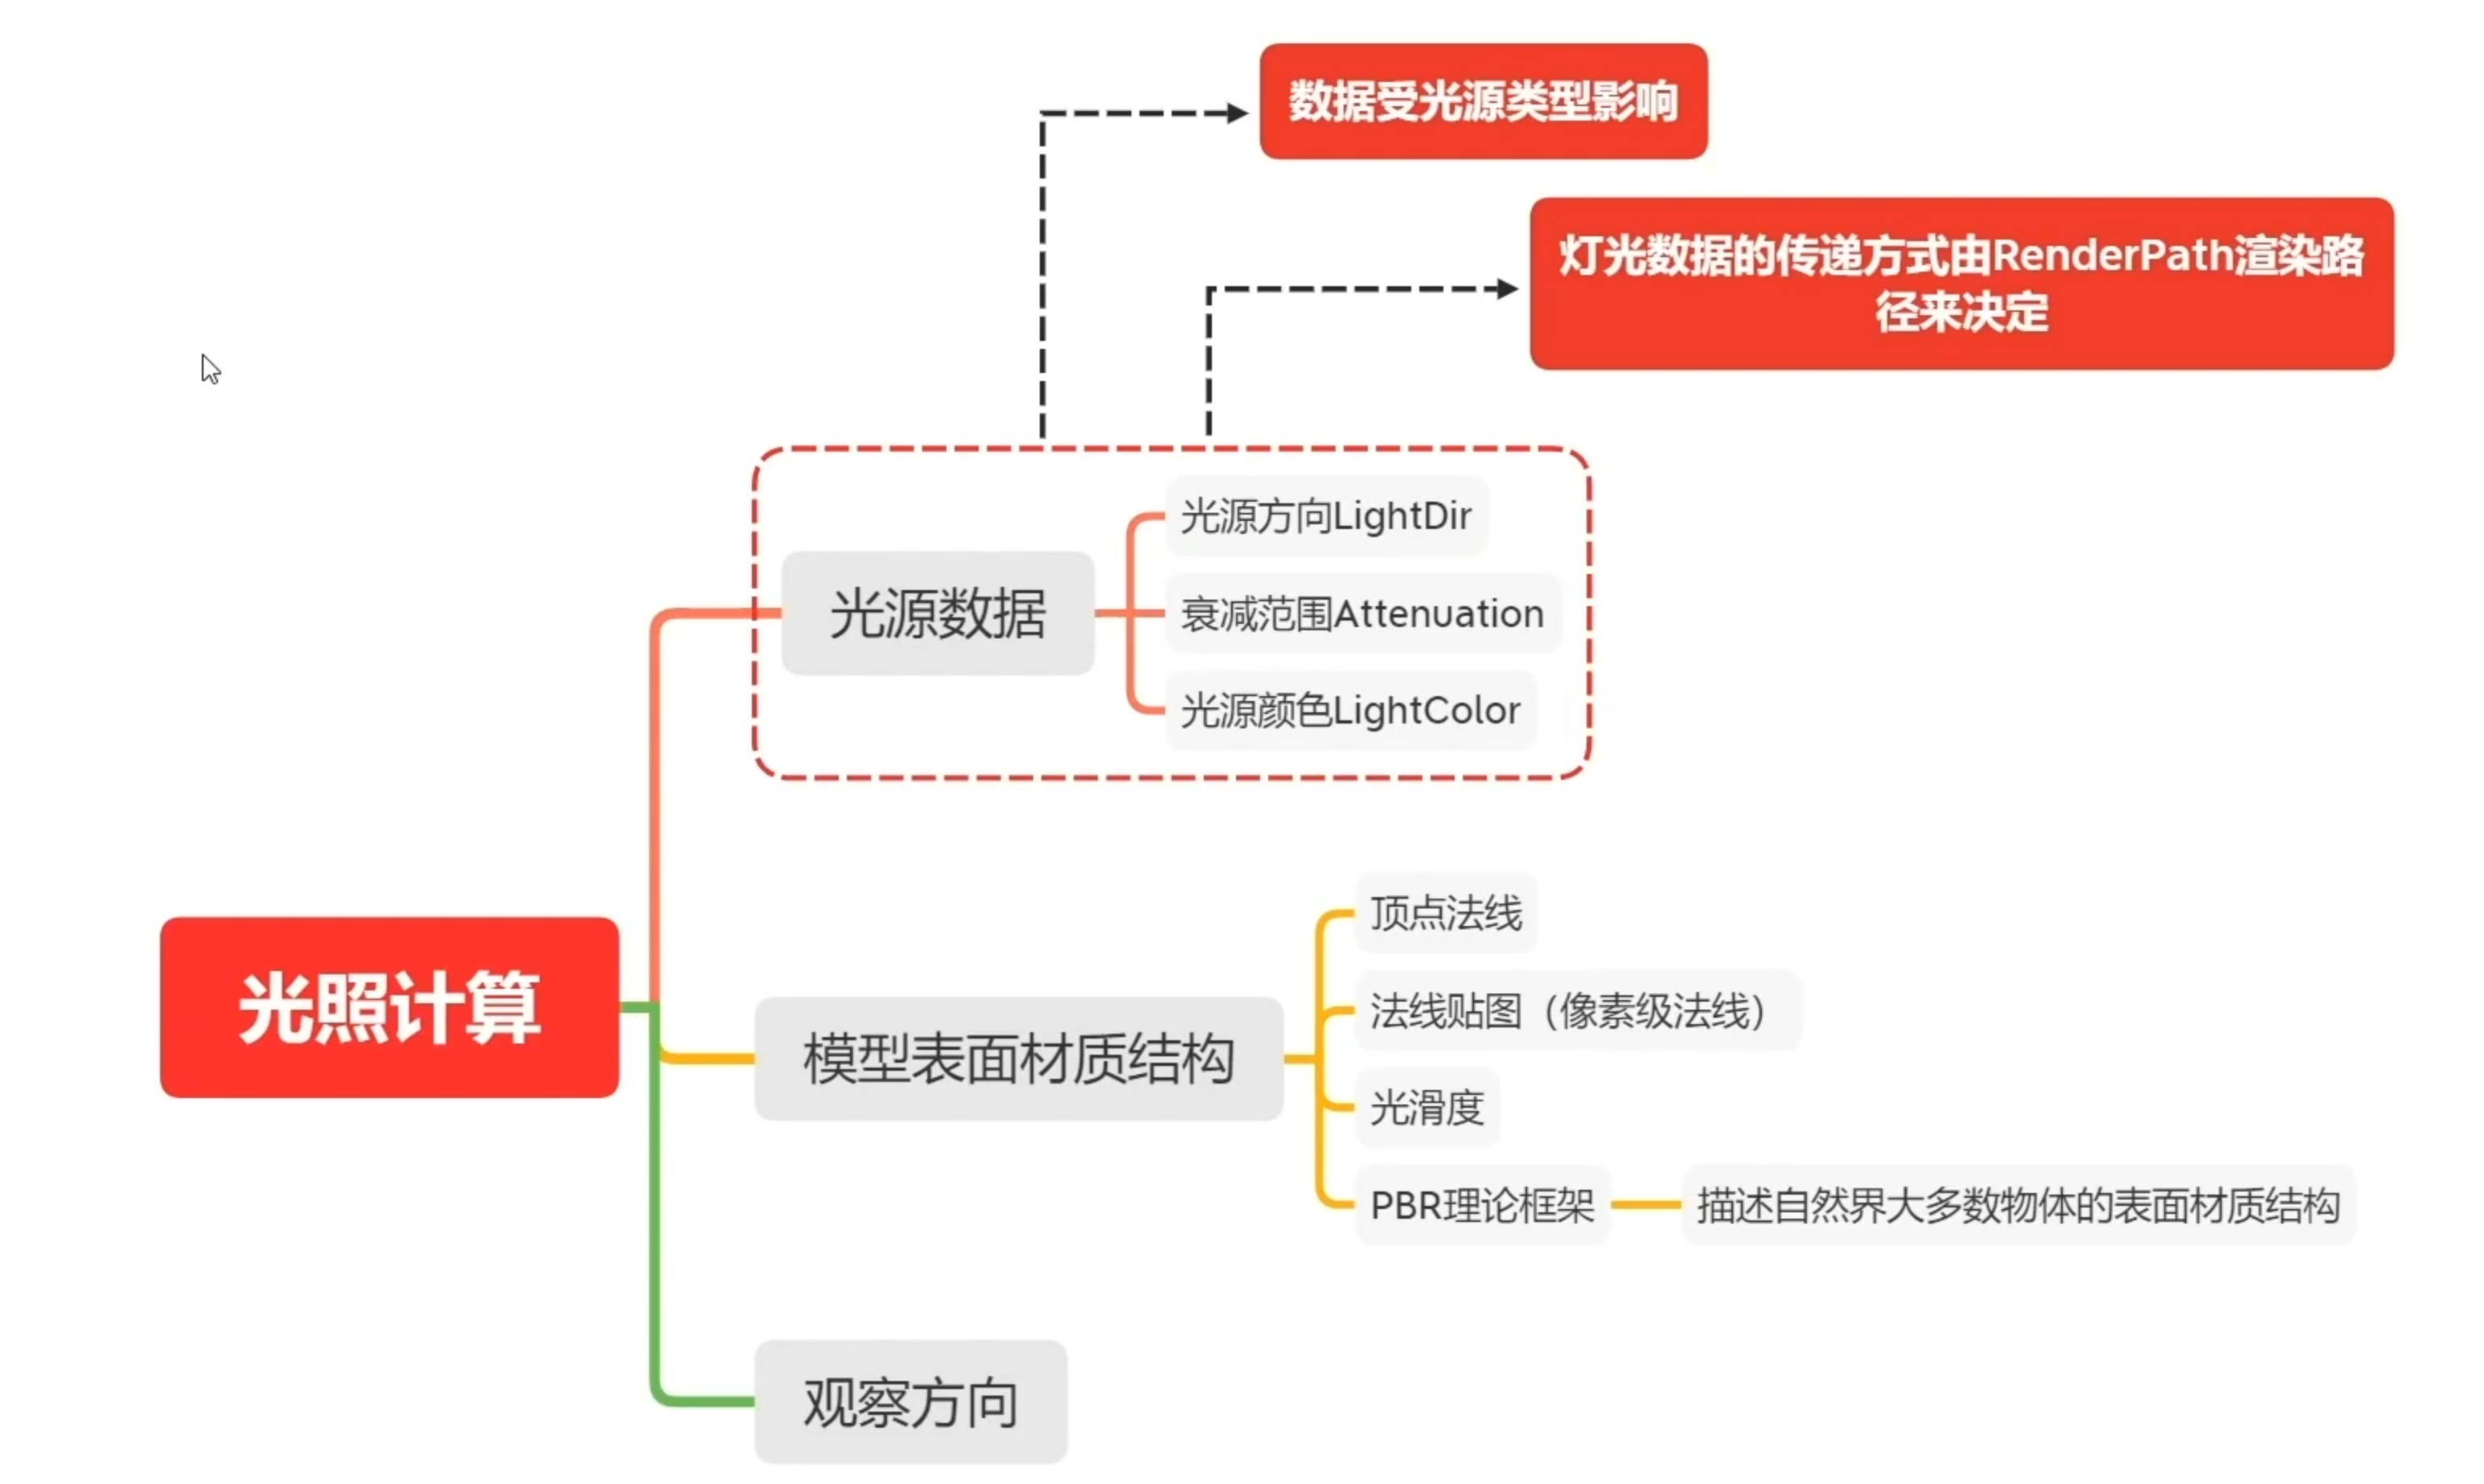 数据受光源类型影响
灯光数据的传递方式由RenderPath渲染路
径来决定
光源方向LightDir
光源数据
衰减范围Attenuation
光源颜色LightColor
光照计算
顶点法线
法线贴图（像素级法线）
模型表面材质结构
光滑度
PBR理论框架
描述自然界大多数物体的表面材质结构
观察方向